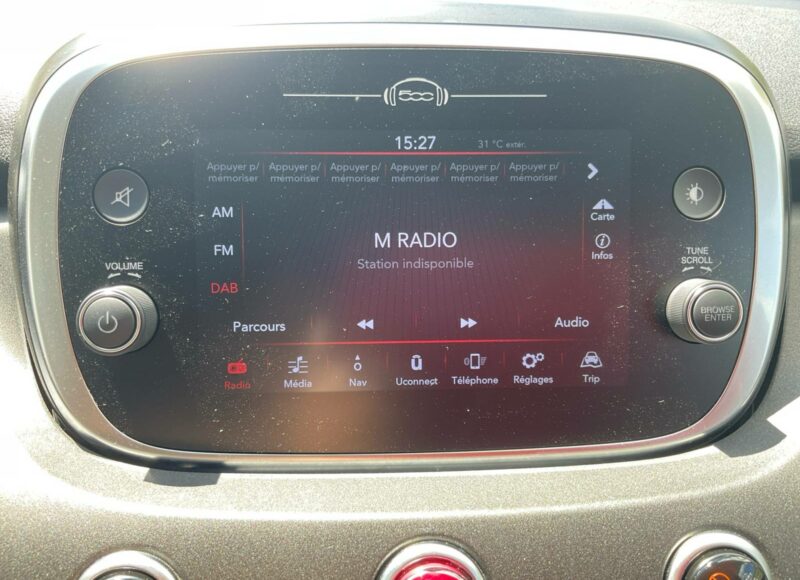 500
15:27 31 °C extér.
Appuyer p/ Appuyer p/ Appuyer p/ Appuyer p/ Appuyer p/ Appuyer p/
mémoriser mémoriser mémoriser mémoriser mémoriser mémoriser
AM
Carte
M RADIO
FM
Infos
Station indisponible
VOLUME
TUNE
SCROLL
DAB
BROWSE
ENTER
Parcours Audio
Radio Média Nav Uconnect Téléphone Réglages Trip